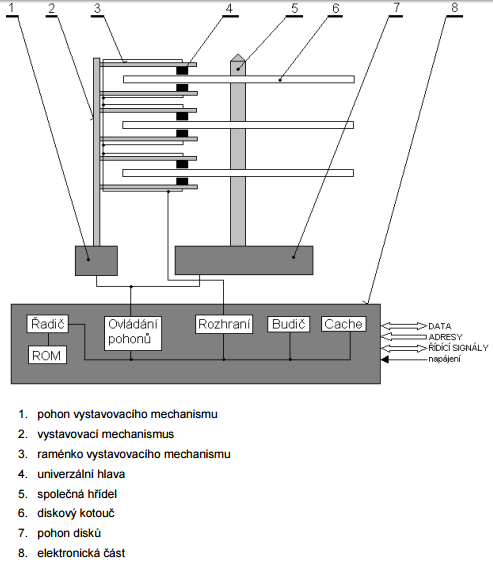 1 2 3 4 5 6 7 8
Řadič
Ovládání
pohonů
Rozhraní
Budič
Cache
ROM
DATA
ADRESY
ŘÍDÍCÍ SIGNÁLY
napájení
1. pohon vystavovacího mechanismu
2. vystavovací mechanismus
3. raménko vystavovacího mechanismu
4. univerzální hlava
5. společná hřídel
6. diskový kotouč
7. pohon disků
8. elektronická část